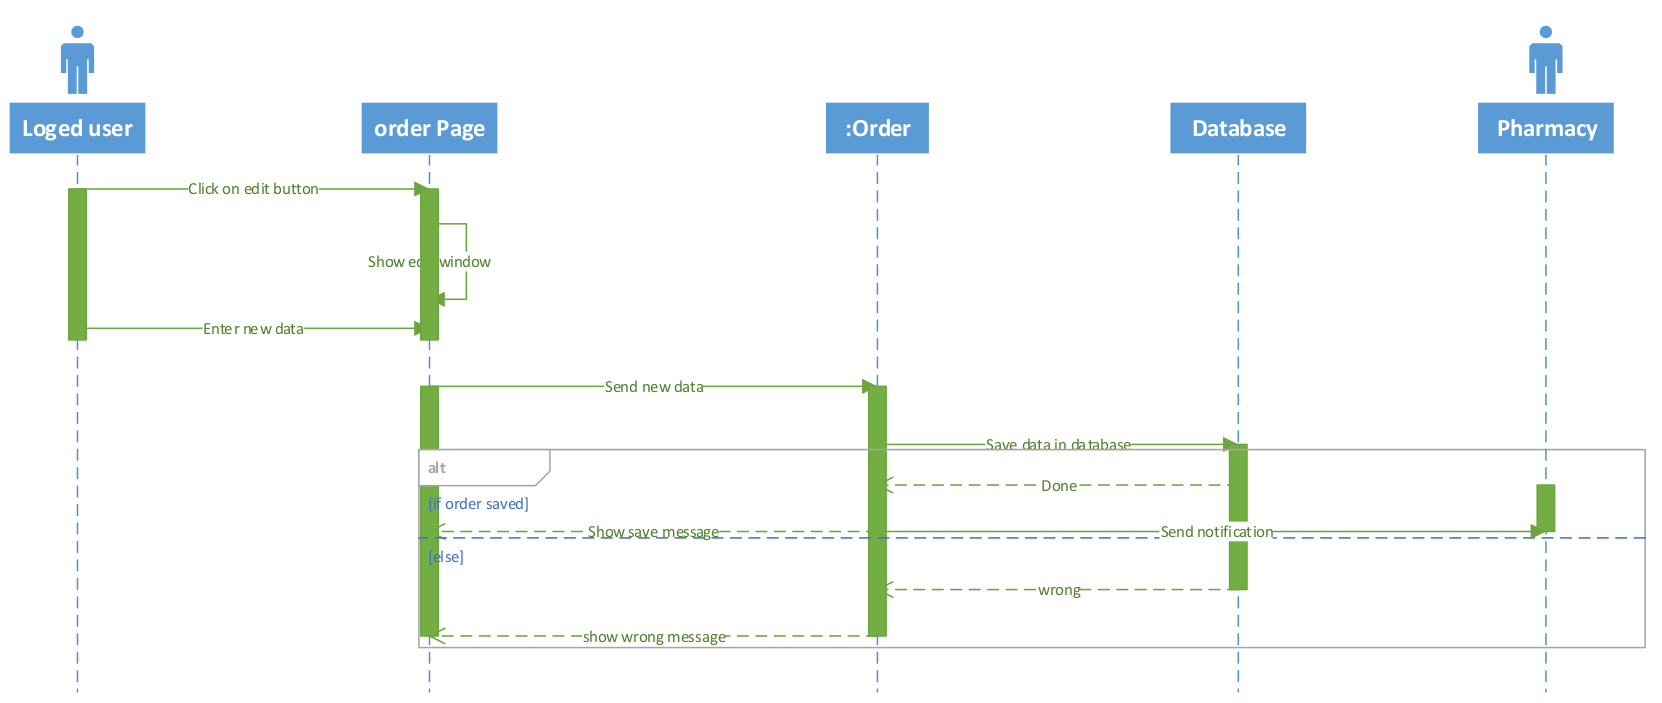 Loged user
order Page
:Order
Database
Pharmacy
Click on edit button
Show window
Enter new data
Send new data
Save data in database
alt
Done
[if order saved]
Show save message
Send notification
[else]
wrong
show wrong message